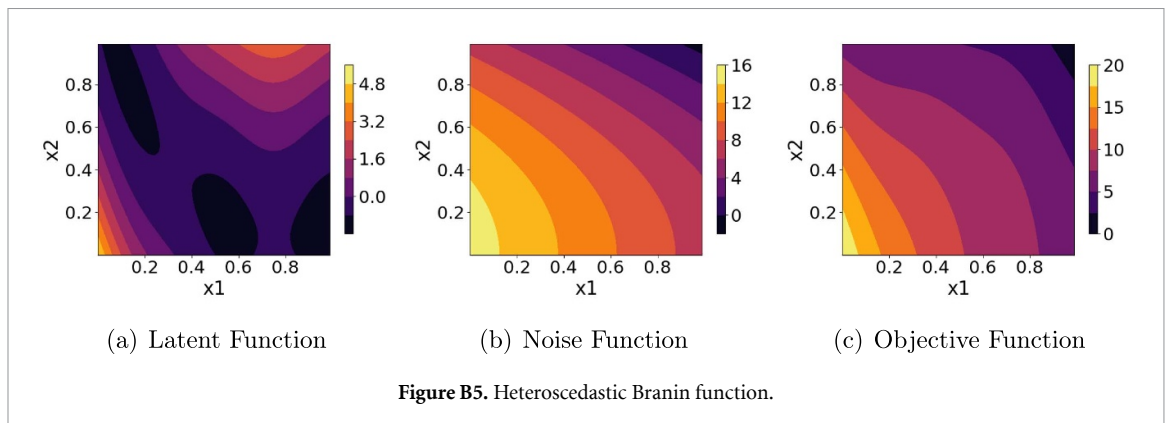 0.8
0.6
0.4
0.2
x2
0.2 0.4 0.6 0.8
x1
4.8
3.2
1.6
0.0
(a) Latent Function
0.8
0.6
0.4
0.2
x2
0.2 0.4 0.6 0.8
x1
16
12
8
4
0
(b) Noise Function
0.8
0.6
0.4
0.2
x2
0.2 0.4 0.6 0.8
x1
20
15
10
5
0
(c) Objective Function
Figure B5. Heteroscedastic Branin function.